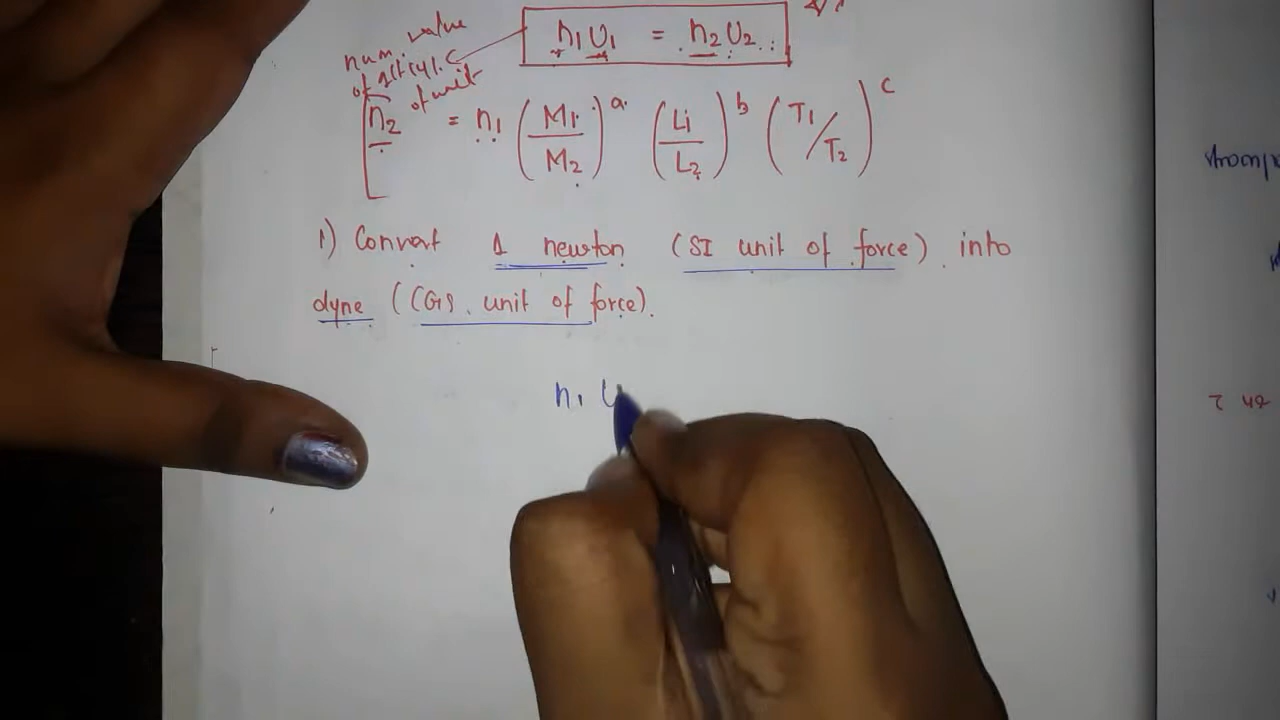 n1 U1 = n2 U2
num. value
of unit
n2 = n1 (M1/M2)^a (L1/L2)^b (T1/T2)^c
1) Convert 1 newton (SI unit of force) into
dyne (CGS unit of force).
n1 U